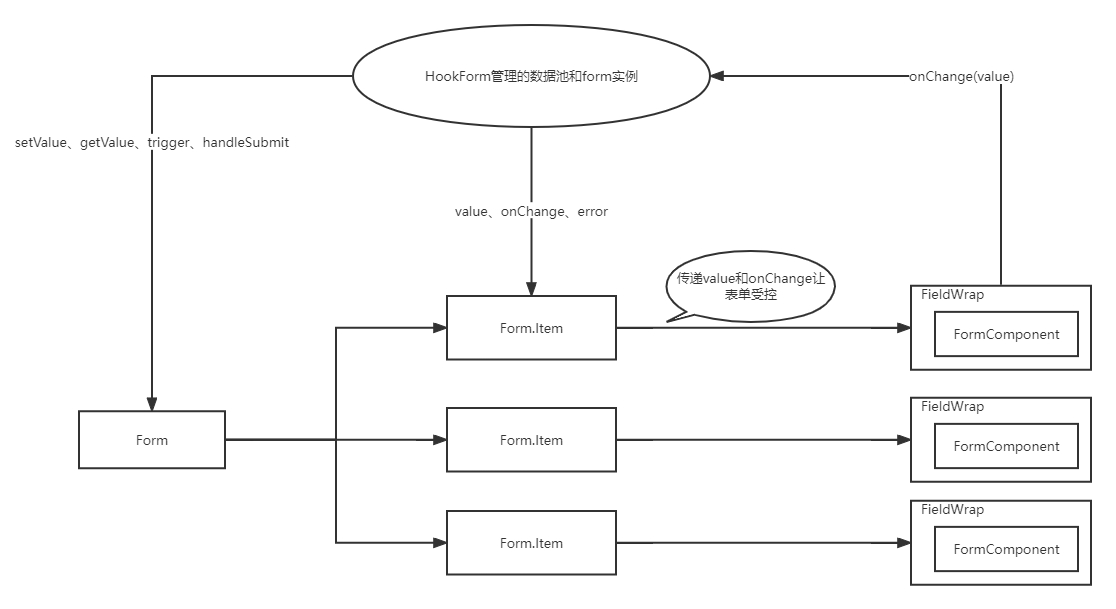 HookForm管理的数据池和form实例
onChange(value)
setValue、getValue、trigger、handleSubmit
value、onChange、error
传递value和onChange让
表单受控
FieldWrap
Form.Item
FormComponent
FieldWrap
Form
Form.Item
FormComponent
FieldWrap
Form.Item
FormComponent